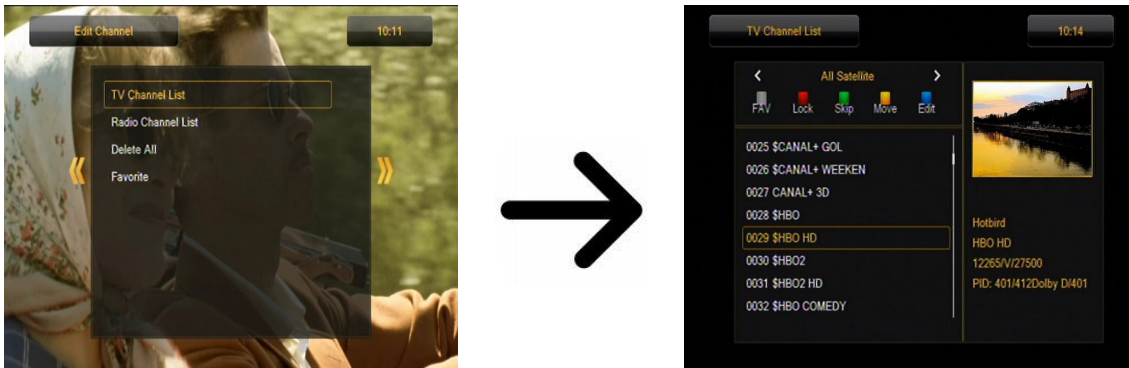 Edit Channel
10:11
TV Channel List
Radio Channel List
Delete All
Favorite
TV Channel List
10:14
All Satellite
FAV Lock Skip Move Edit
0025 $CANAL+ GOL
0026 $CANAL+ WEEKEN
0027 CANAL+ 3D
0028 $HBO
0029 $HBO HD
0030 $HBO2
0031 $HBO2 HD
0032 $HBO COMEDY
Hotbird
HBO HD
12265/V/27500
PID: 401/412Dolby D/401